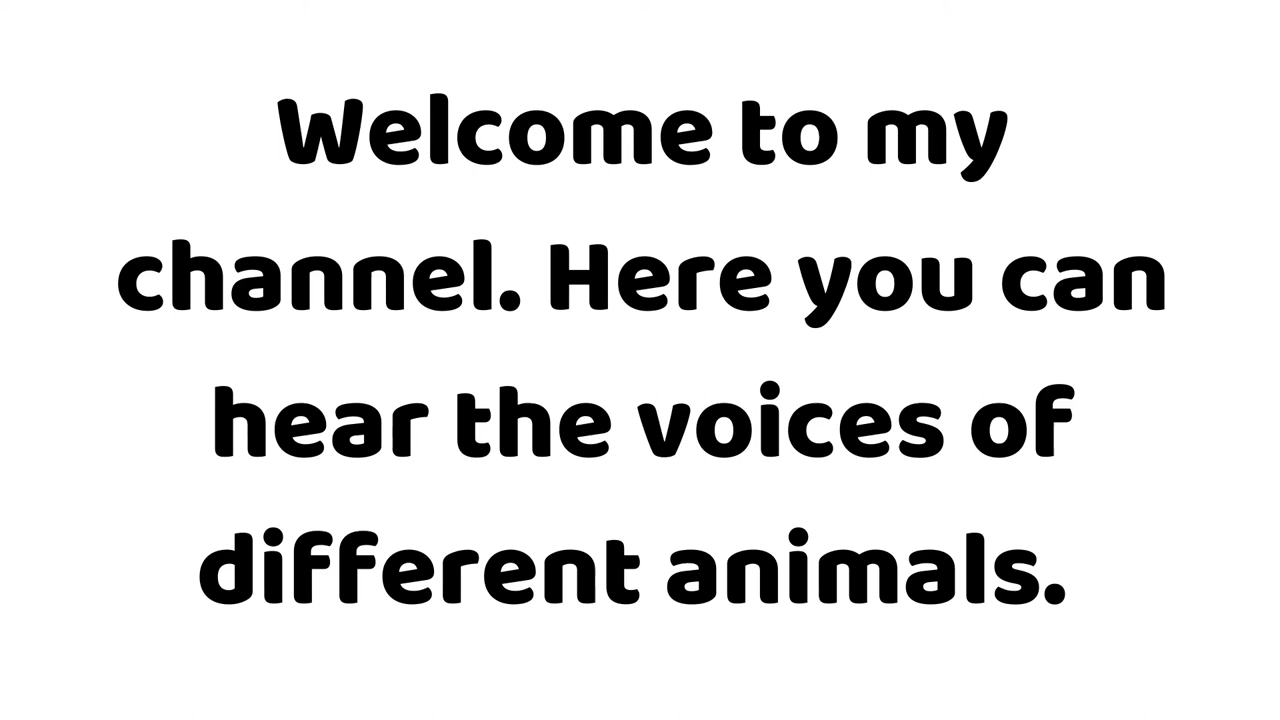 Welcome to my
channel. Here you can
hear the voices of
different animals.